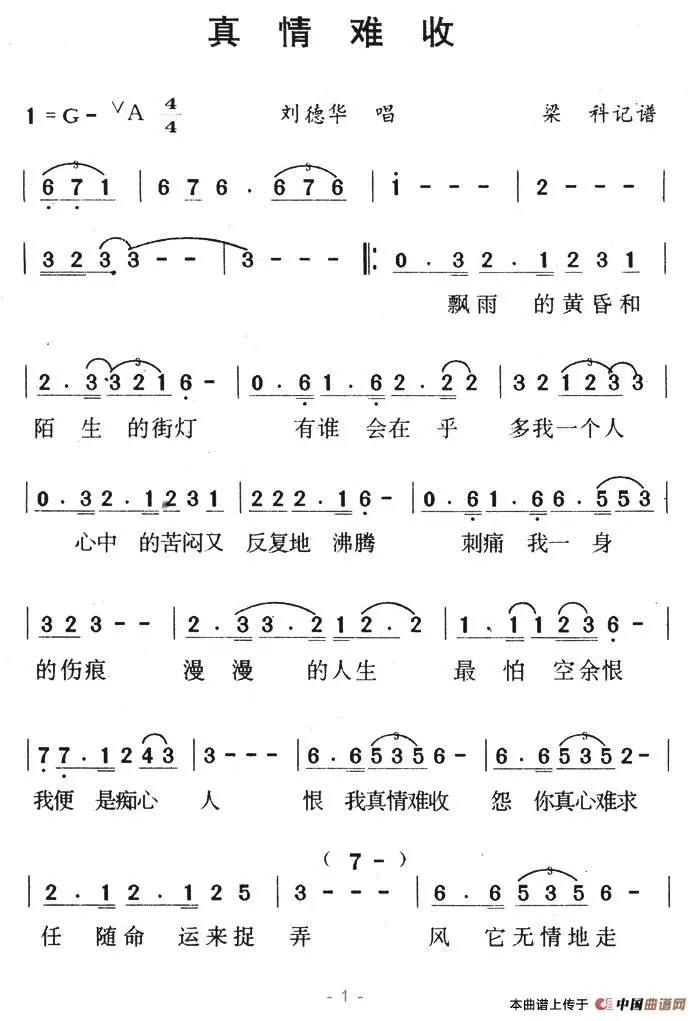 真情难收
1=G-ⱽA 4/4 刘德华 唱 梁 科记谱
| 6 7 1 | 6 7 6 · 6 7 6 | i - - - | 2 - - -
| 3 2 3 3 - - | 3 - - - |: 0 · 3 2 · 1 2 3 1 |
飘雨 的黄昏和
| 2 · 3 3 2 1 6 - | 0 · 6 1 · 6 2 · 2 2 | 3 2 1 2 3 3 |
陌 生 的街灯 有谁 会在 乎 多我一个人
| 0 · 3 2 · 1 2 3 1 | 2 2 2 · 1 6 - | 0 · 6 1 · 6 6 · 5 5 3 |
心中 的苦闷又 反复地 沸腾 刺痛 我一 身
| 3 2 3 - - | 2 · 3 3 · 2 1 2 · 2 | 1 · 1 1 2 3 6 - |
的伤痕 漫 漫 的人生 最 怕 空余恨
| 7 7 · 1 2 4 3 | 3 - - - | 6 · 6 5 3 5 6 | 6 · 6 5 3 5 2 - |
我便 是痴心 人 恨 我真情难收 怨 你真心难求
( 7 - )
| 2 · 1 2 · 1 2 5 | 3 - - - | 6 · 6 5 3 5 6 - |
任 随命 运来捉 弄 风 它无情地走
- 1 -
本曲谱上传于 中国曲谱网